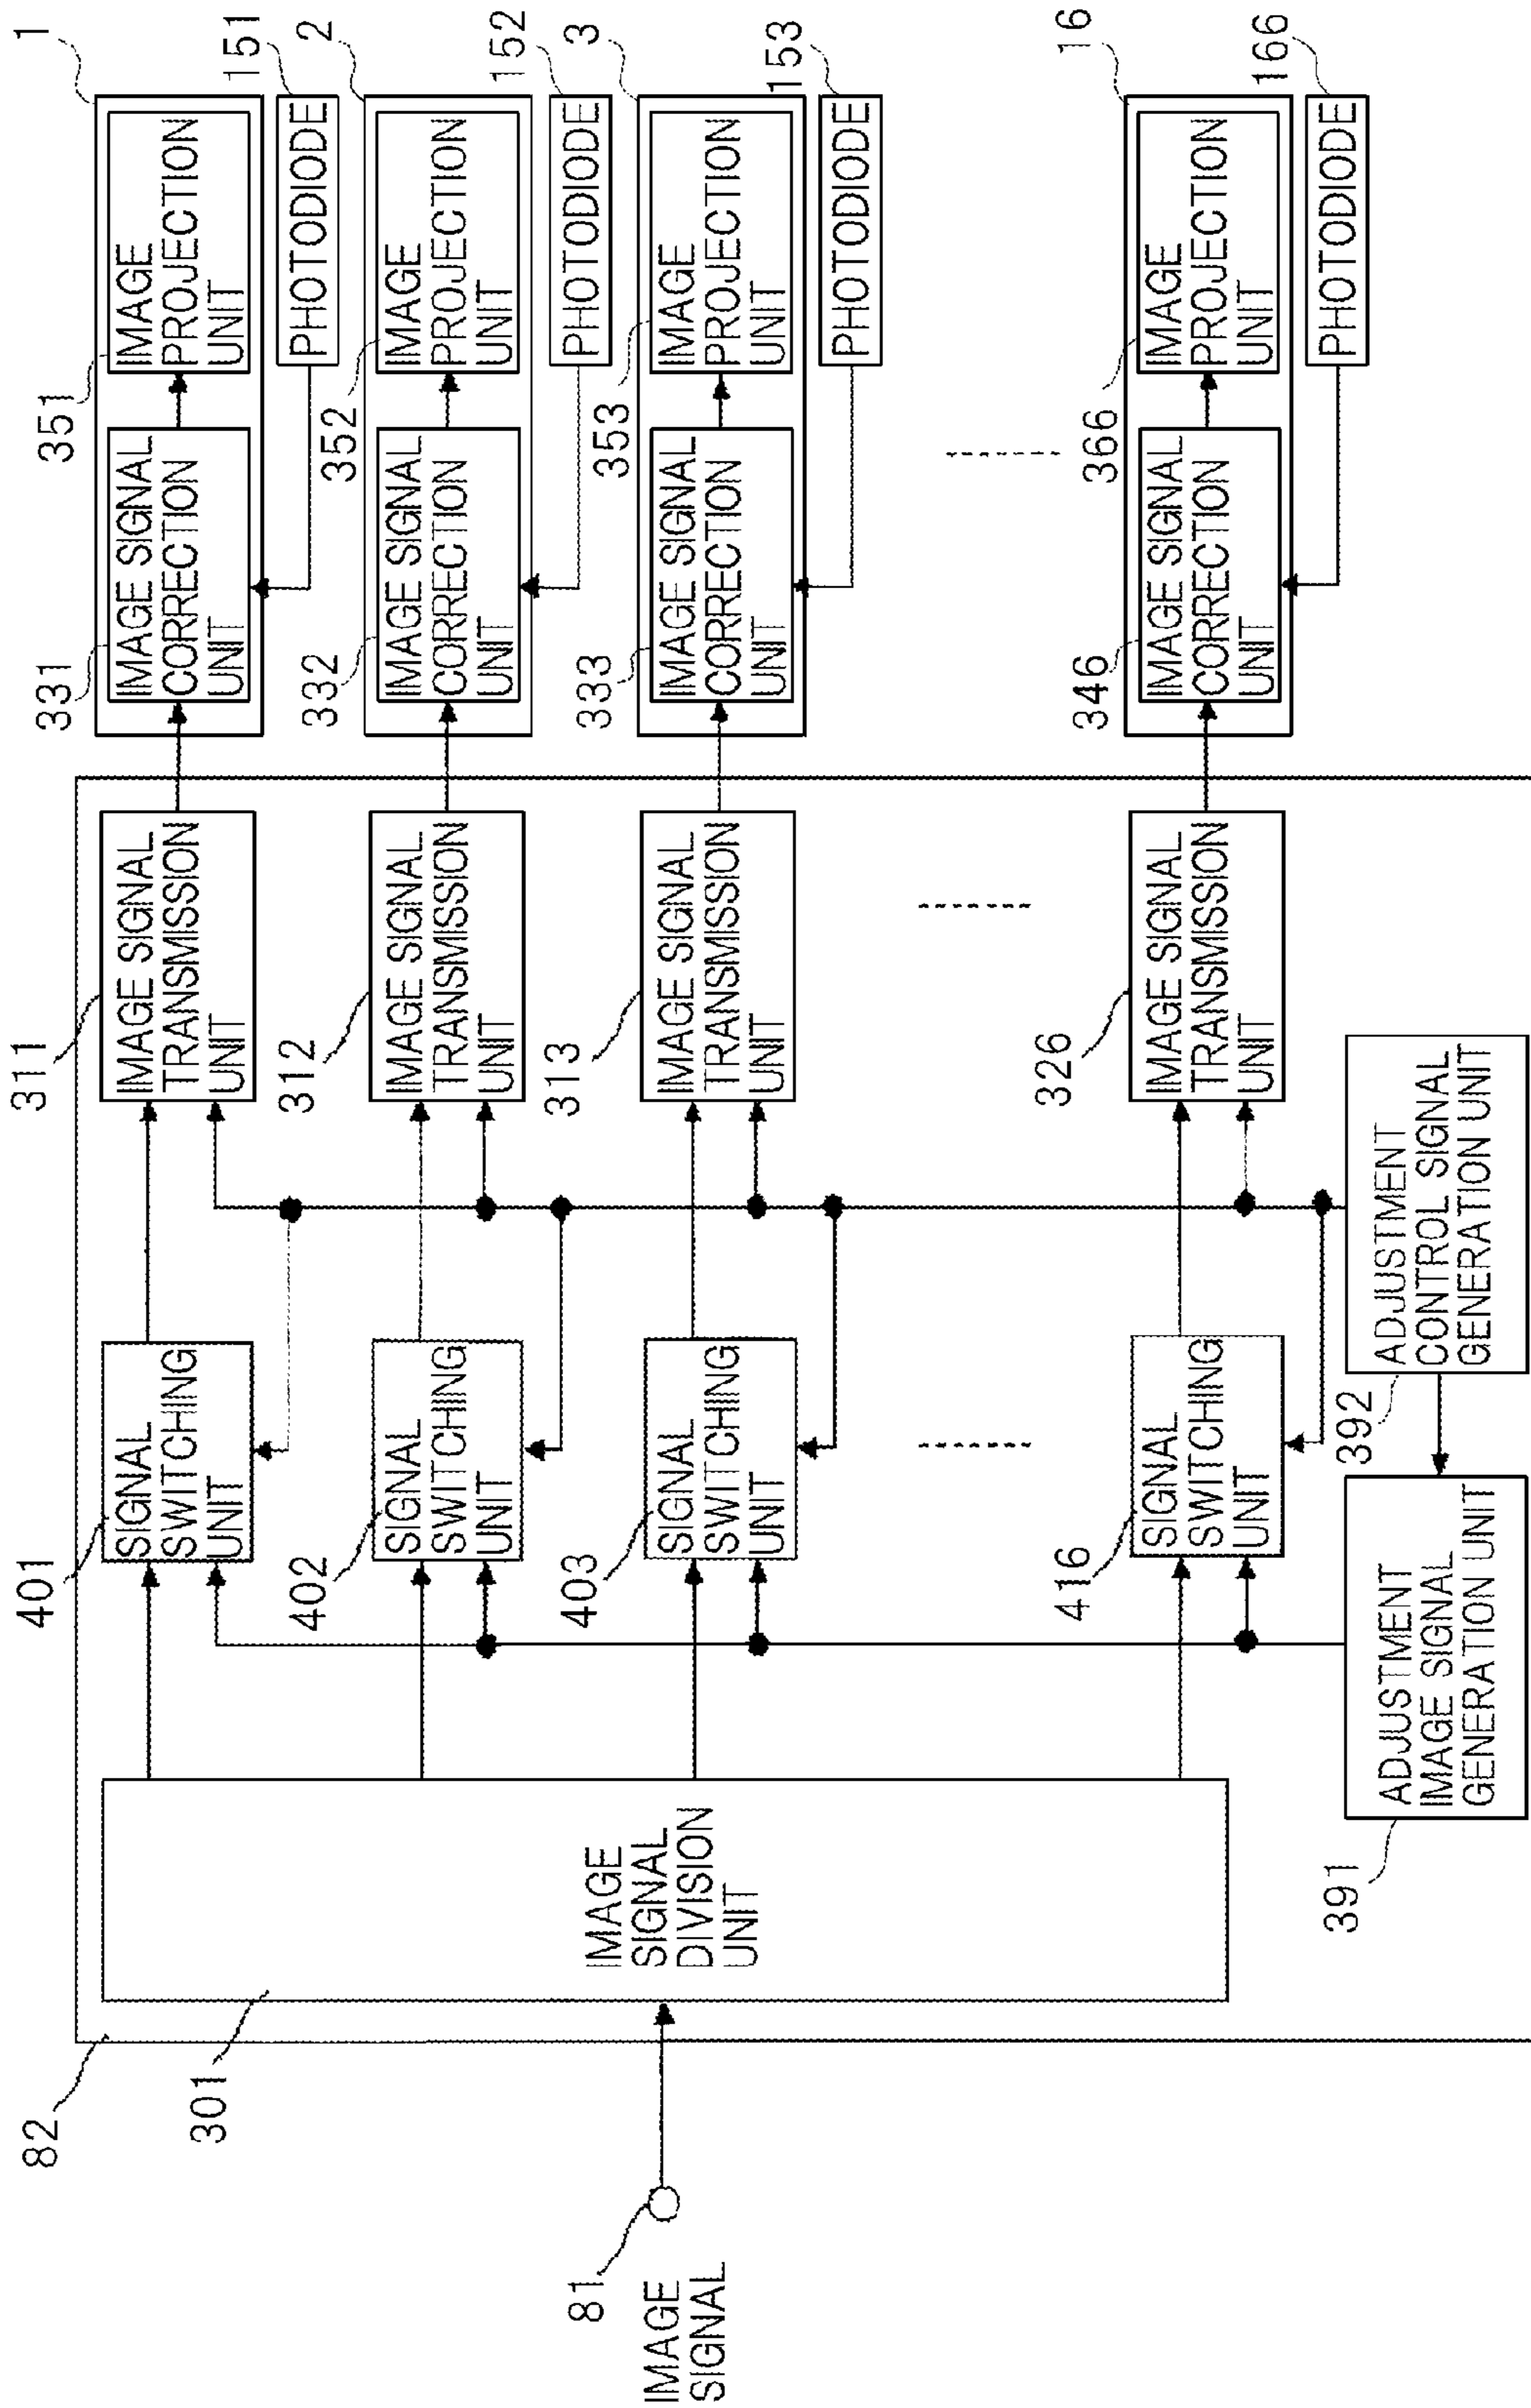 IMAGE
SIGNAL
81
82
301
IMAGE
SIGNAL
DIVISION
UNIT
401
SIGNAL
SWITCHING
UNIT
311
IMAGE SIGNAL
TRANSMISSION
UNIT
331
IMAGE SIGNAL
CORRECTION
UNIT
351
IMAGE
PROJECTION
UNIT
1
PHOTODIODE
151
402
SIGNAL
SWITCHING
UNIT
312
IMAGE SIGNAL
TRANSMISSION
UNIT
332
IMAGE SIGNAL
CORRECTION
UNIT
352
IMAGE
PROJECTION
UNIT
2
PHOTODIODE
152
403
SIGNAL
SWITCHING
UNIT
313
IMAGE SIGNAL
TRANSMISSION
UNIT
333
IMAGE SIGNAL
CORRECTION
UNIT
353
IMAGE
PROJECTION
UNIT
3
PHOTODIODE
153
416
SIGNAL
SWITCHING
UNIT
326
IMAGE SIGNAL
TRANSMISSION
UNIT
346
IMAGE SIGNAL
CORRECTION
UNIT
366
IMAGE
PROJECTION
UNIT
16
PHOTODIODE
166
391
ADJUSTMENT
IMAGE SIGNAL
GENERATION UNIT
392
ADJUSTMENT
CONTROL SIGNAL
GENERATION UNIT